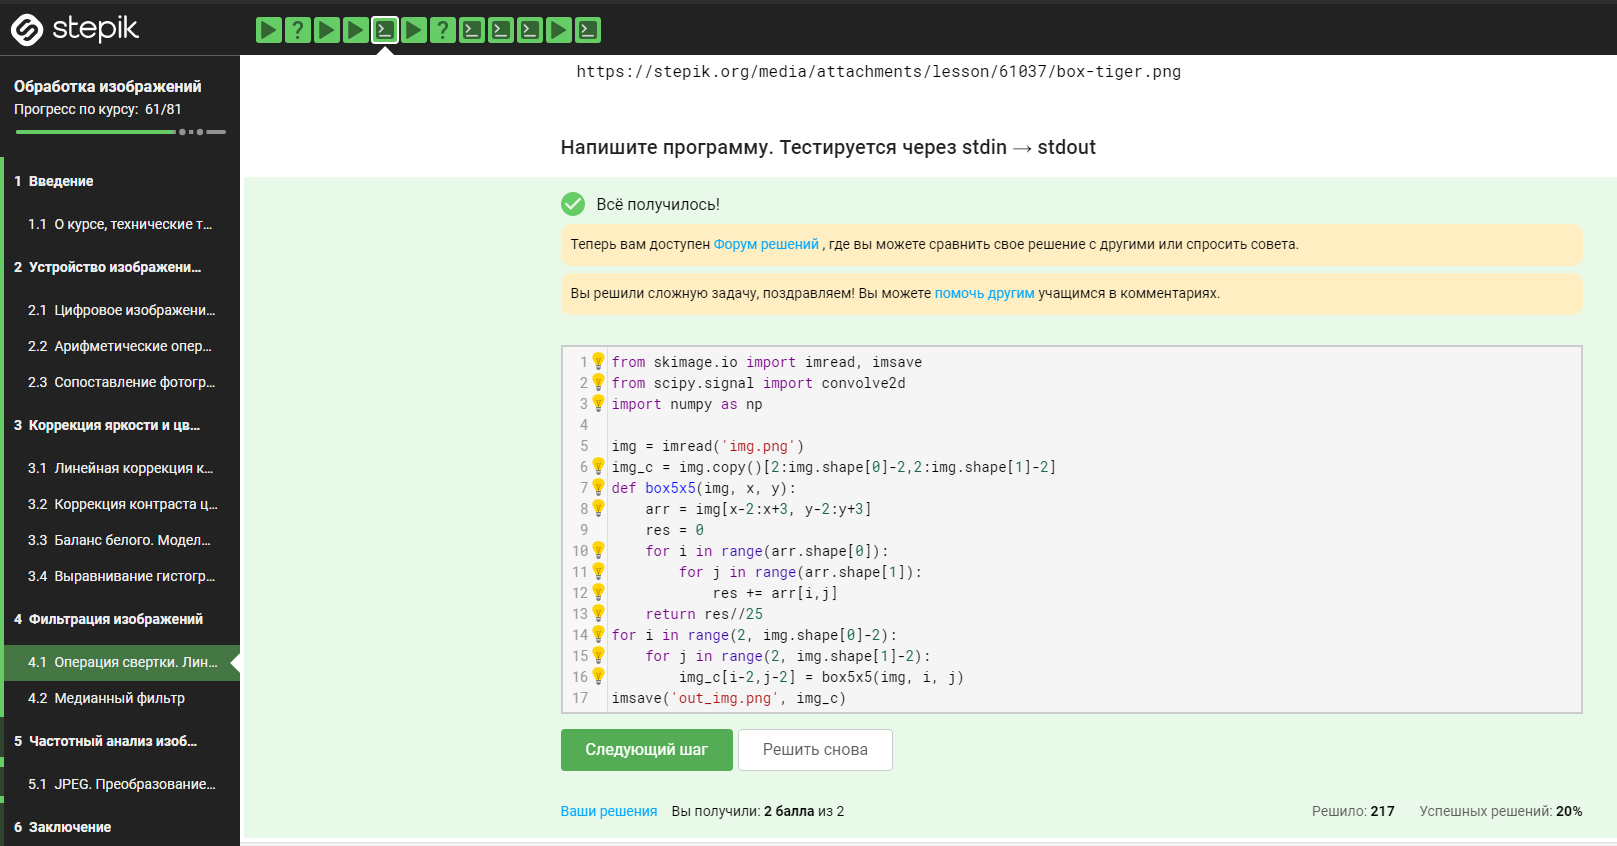 stepik
Обработка изображений
Прогресс по курсу: 61/81
1 Введение
1.1 О курсе, технические т...
2 Устройство изображени...
2.1 Цифровое изображени...
2.2 Арифметические опер...
2.3 Сопоставление фотогр...
3 Коррекция яркости и цв...
3.1 Линейная коррекция к...
3.2 Коррекция контраста ц...
3.3 Баланс белого. Модел...
3.4 Выравнивание гистогр...
4 Фильтрация изображений
4.1 Операция свертки. Лин...
4.2 Медианный фильтр
5 Частотный анализ изоб...
5.1 JPEG. Преобразование...
6 Заключение
https://stepik.org/media/attachments/lesson/61037/box-tiger.png
Напишите программу. Тестируется через stdin → stdout
Всё получилось!
Теперь вам доступен Форум решений , где вы можете сравнить свое решение с другими или спросить совета.
Вы решили сложную задачу, поздравляем! Вы можете помочь другим учащимся в комментариях.
1 from skimage.io import imread, imsave
2 from scipy.signal import convolve2d
3 import numpy as np
4
5 img = imread('img.png')
6 img_c = img.copy()[2:img.shape[0]-2,2:img.shape[1]-2]
7 def box5x5(img, x, y):
8     arr = img[x-2:x+3, y-2:y+3]
9     res = 0
10     for i in range(arr.shape[0]):
11         for j in range(arr.shape[1]):
12             res += arr[i,j]
13     return res//25
14 for i in range(2, img.shape[0]-2):
15     for j in range(2, img.shape[1]-2):
16         img_c[i-2,j-2] = box5x5(img, i, j)
17 imsave('out_img.png', img_c)
Следующий шаг
Решить снова
Ваши решения Вы получили: 2 балла из 2
Решило: 217 Успешных решений: 20%